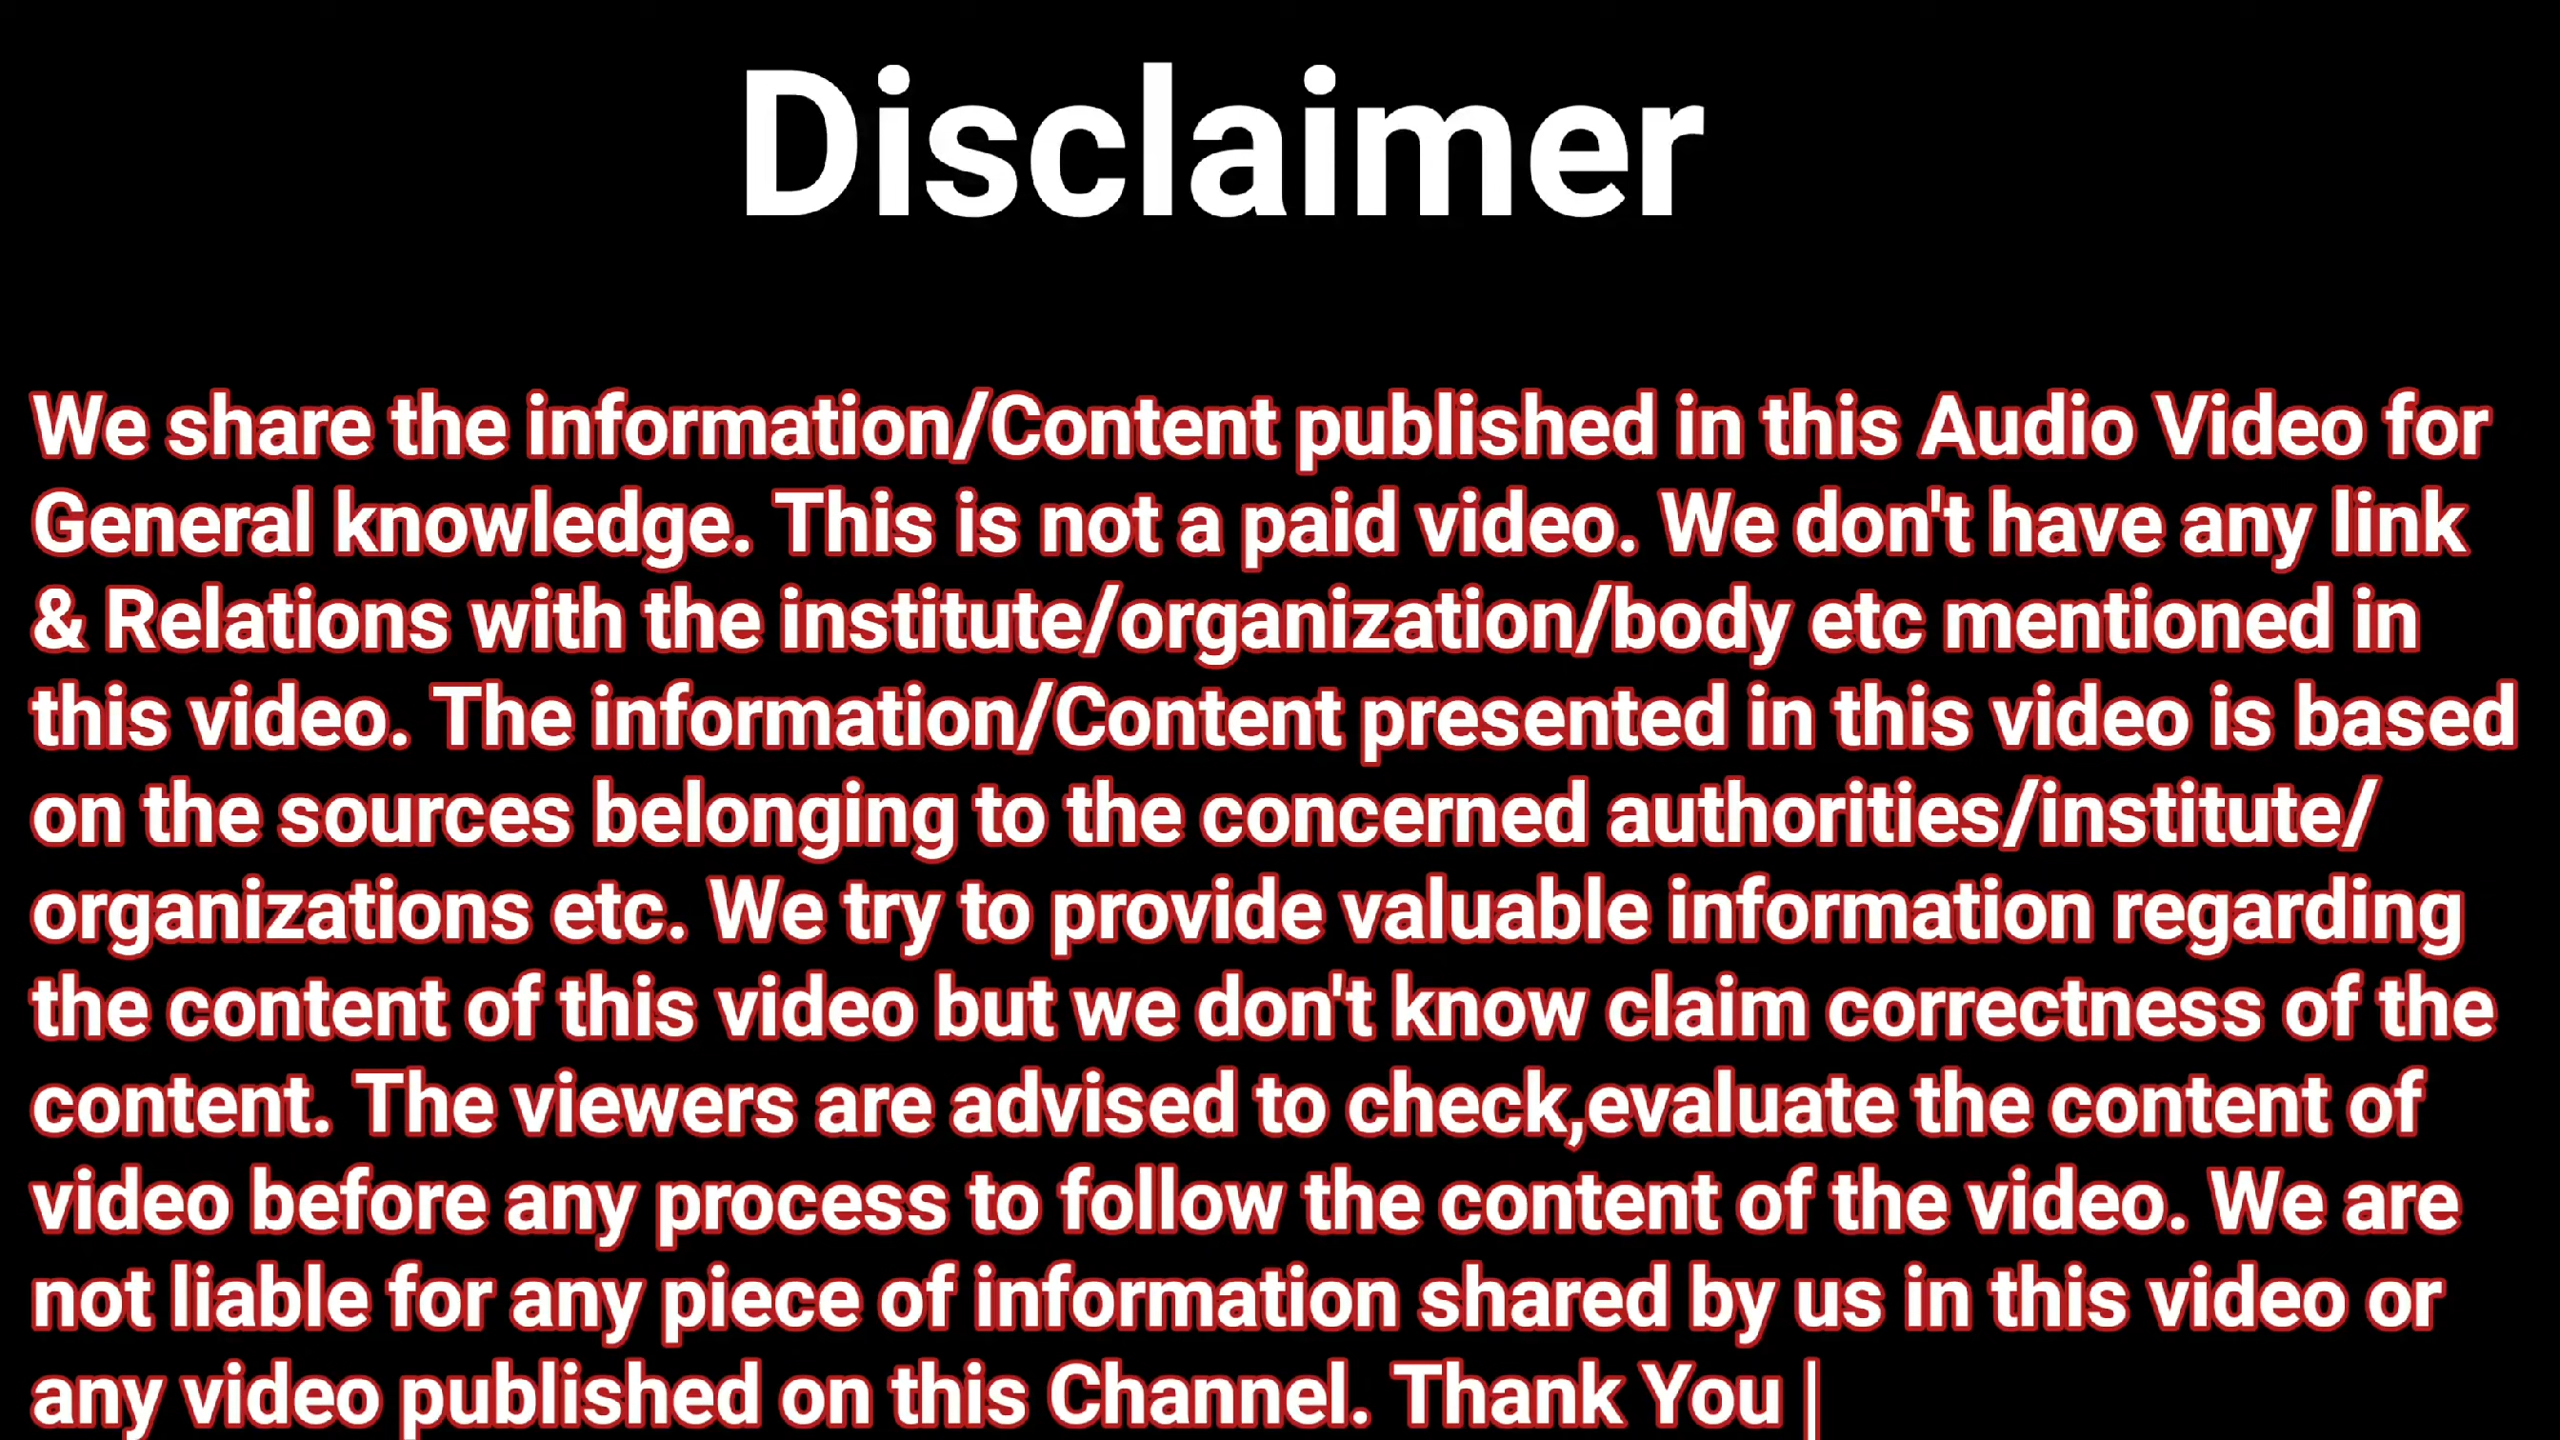 Disclaimer
We share the information/Content published in this Audio Video for
General knowledge. This is not a paid video. We don't have any link
& Relations with the institute/organization/body etc mentioned in
this video. The information/Content presented in this video is based
on the sources belonging to the concerned authorities/institute/
organizations etc. We try to provide valuable information regarding
the content of this video but we don't know claim correctness of the
content. The viewers are advised to check,evaluate the content of
video before any process to follow the content of the video. We are
not liable for any piece of information shared by us in this video or
any video published on this Channel. Thank You |